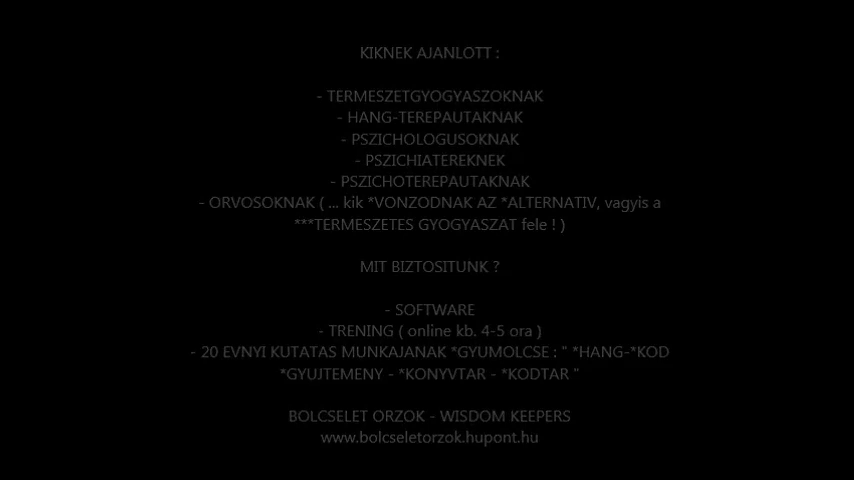 KIKNEK AJANLOTT :
- TERMESZETGYOGYASZOKNAK
- HANG-TEREPAUTAKNAK
- PSZICHOLOGUSOKNAK
- PSZICHIATEREKNEK
- PSZICHOTEREPAUTAKNAK
- ORVOSOKNAK ( ... kik *VONZODNAK AZ *ALTERNATIV, vagyis a
***TERMESZETES GYOGYASZAT fele ! )
MIT BIZTOSITUNK ?
- SOFTWARE
- TRENING ( online kb. 4-5 ora )
- 20 EVNYI KUTATAS MUNKAJANAK *GYUMOLCSE : " *HANG-*KOD
*GYUJTEMENY - *KONYVTAR - *KODTAR "
BOLCSELET ORZOK - WISDOM KEEPERS
www.bolcseletorzok.hupont.hu